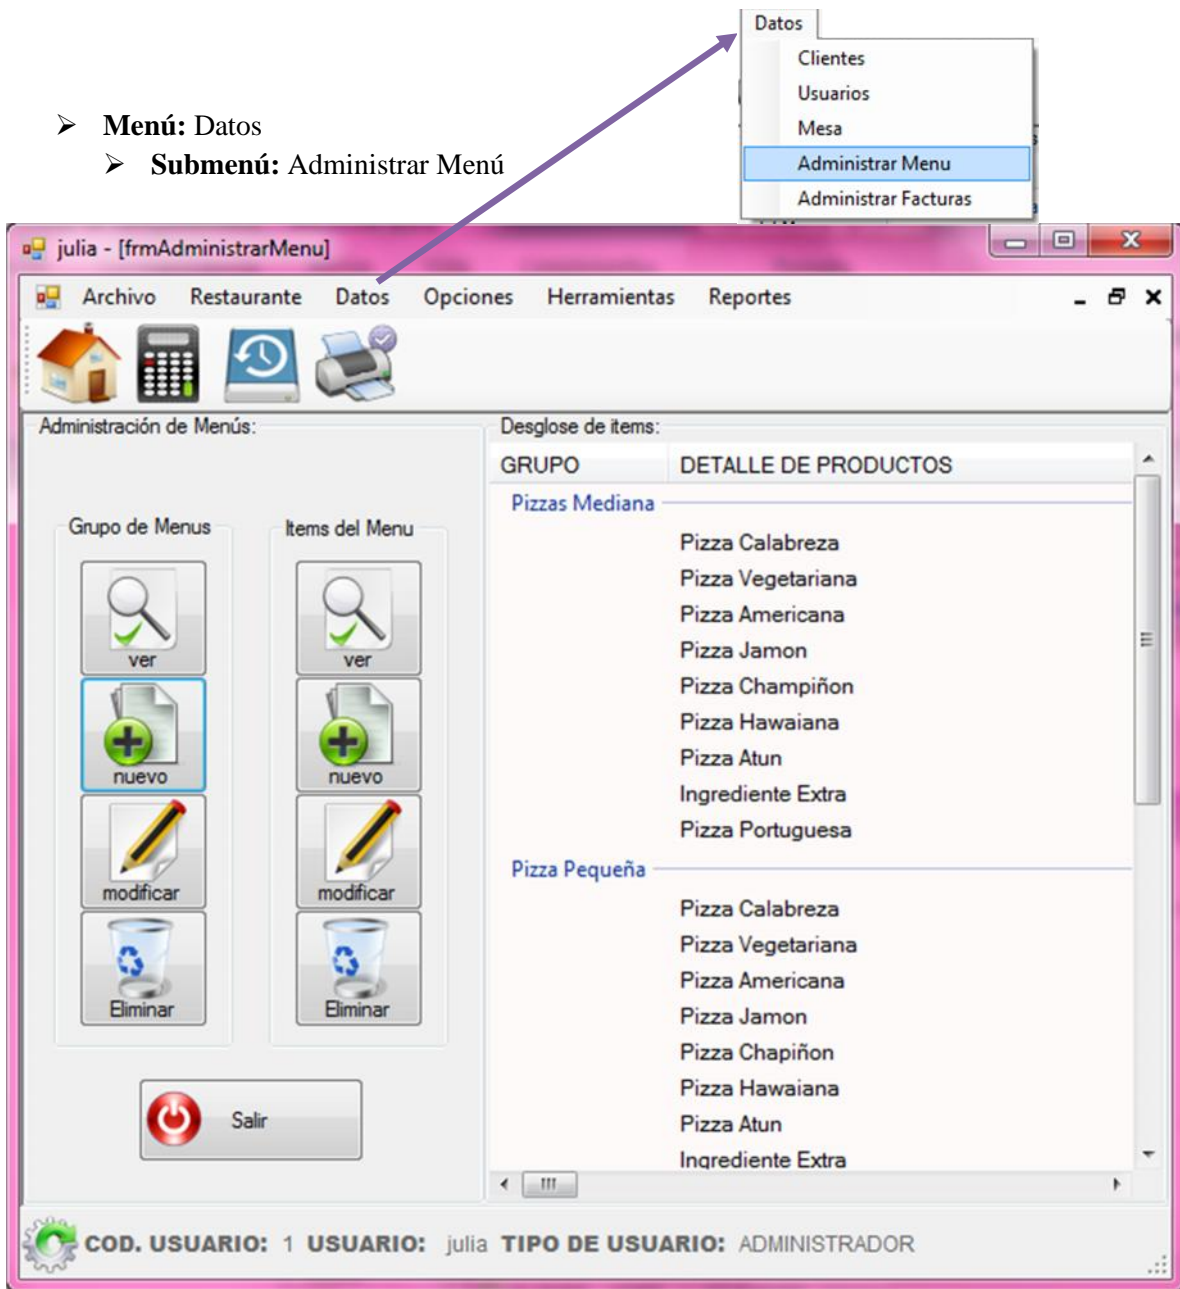 Datos
Clientes
Usuarios
Mesa
Administrar Menu
Administrar Facturas
➢ Menú: Datos
➢ Submenú: Administrar Menú
julia - [frmAdministrarMenu]
Archivo Restaurante Datos Opciones Herramientas Reportes
Administración de Menús:
Grupo de Menus
ver
nuevo
modificar
Eliminar
Items del Menu
ver
nuevo
modificar
Eliminar
Salir
Desglose de items:
GRUPO DETALLE DE PRODUCTOS
Pizzas Mediana
Pizza Calabreza
Pizza Vegetariana
Pizza Americana
Pizza Jamon
Pizza Champiñon
Pizza Hawaiana
Pizza Atun
Ingrediente Extra
Pizza Portuguesa
Pizza Pequeña
Pizza Calabreza
Pizza Vegetariana
Pizza Americana
Pizza Jamon
Pizza Chapiñon
Pizza Hawaiana
Pizza Atun
Ingrediente Extra
COD. USUARIO: 1 USUARIO: julia TIPO DE USUARIO: ADMINISTRADOR